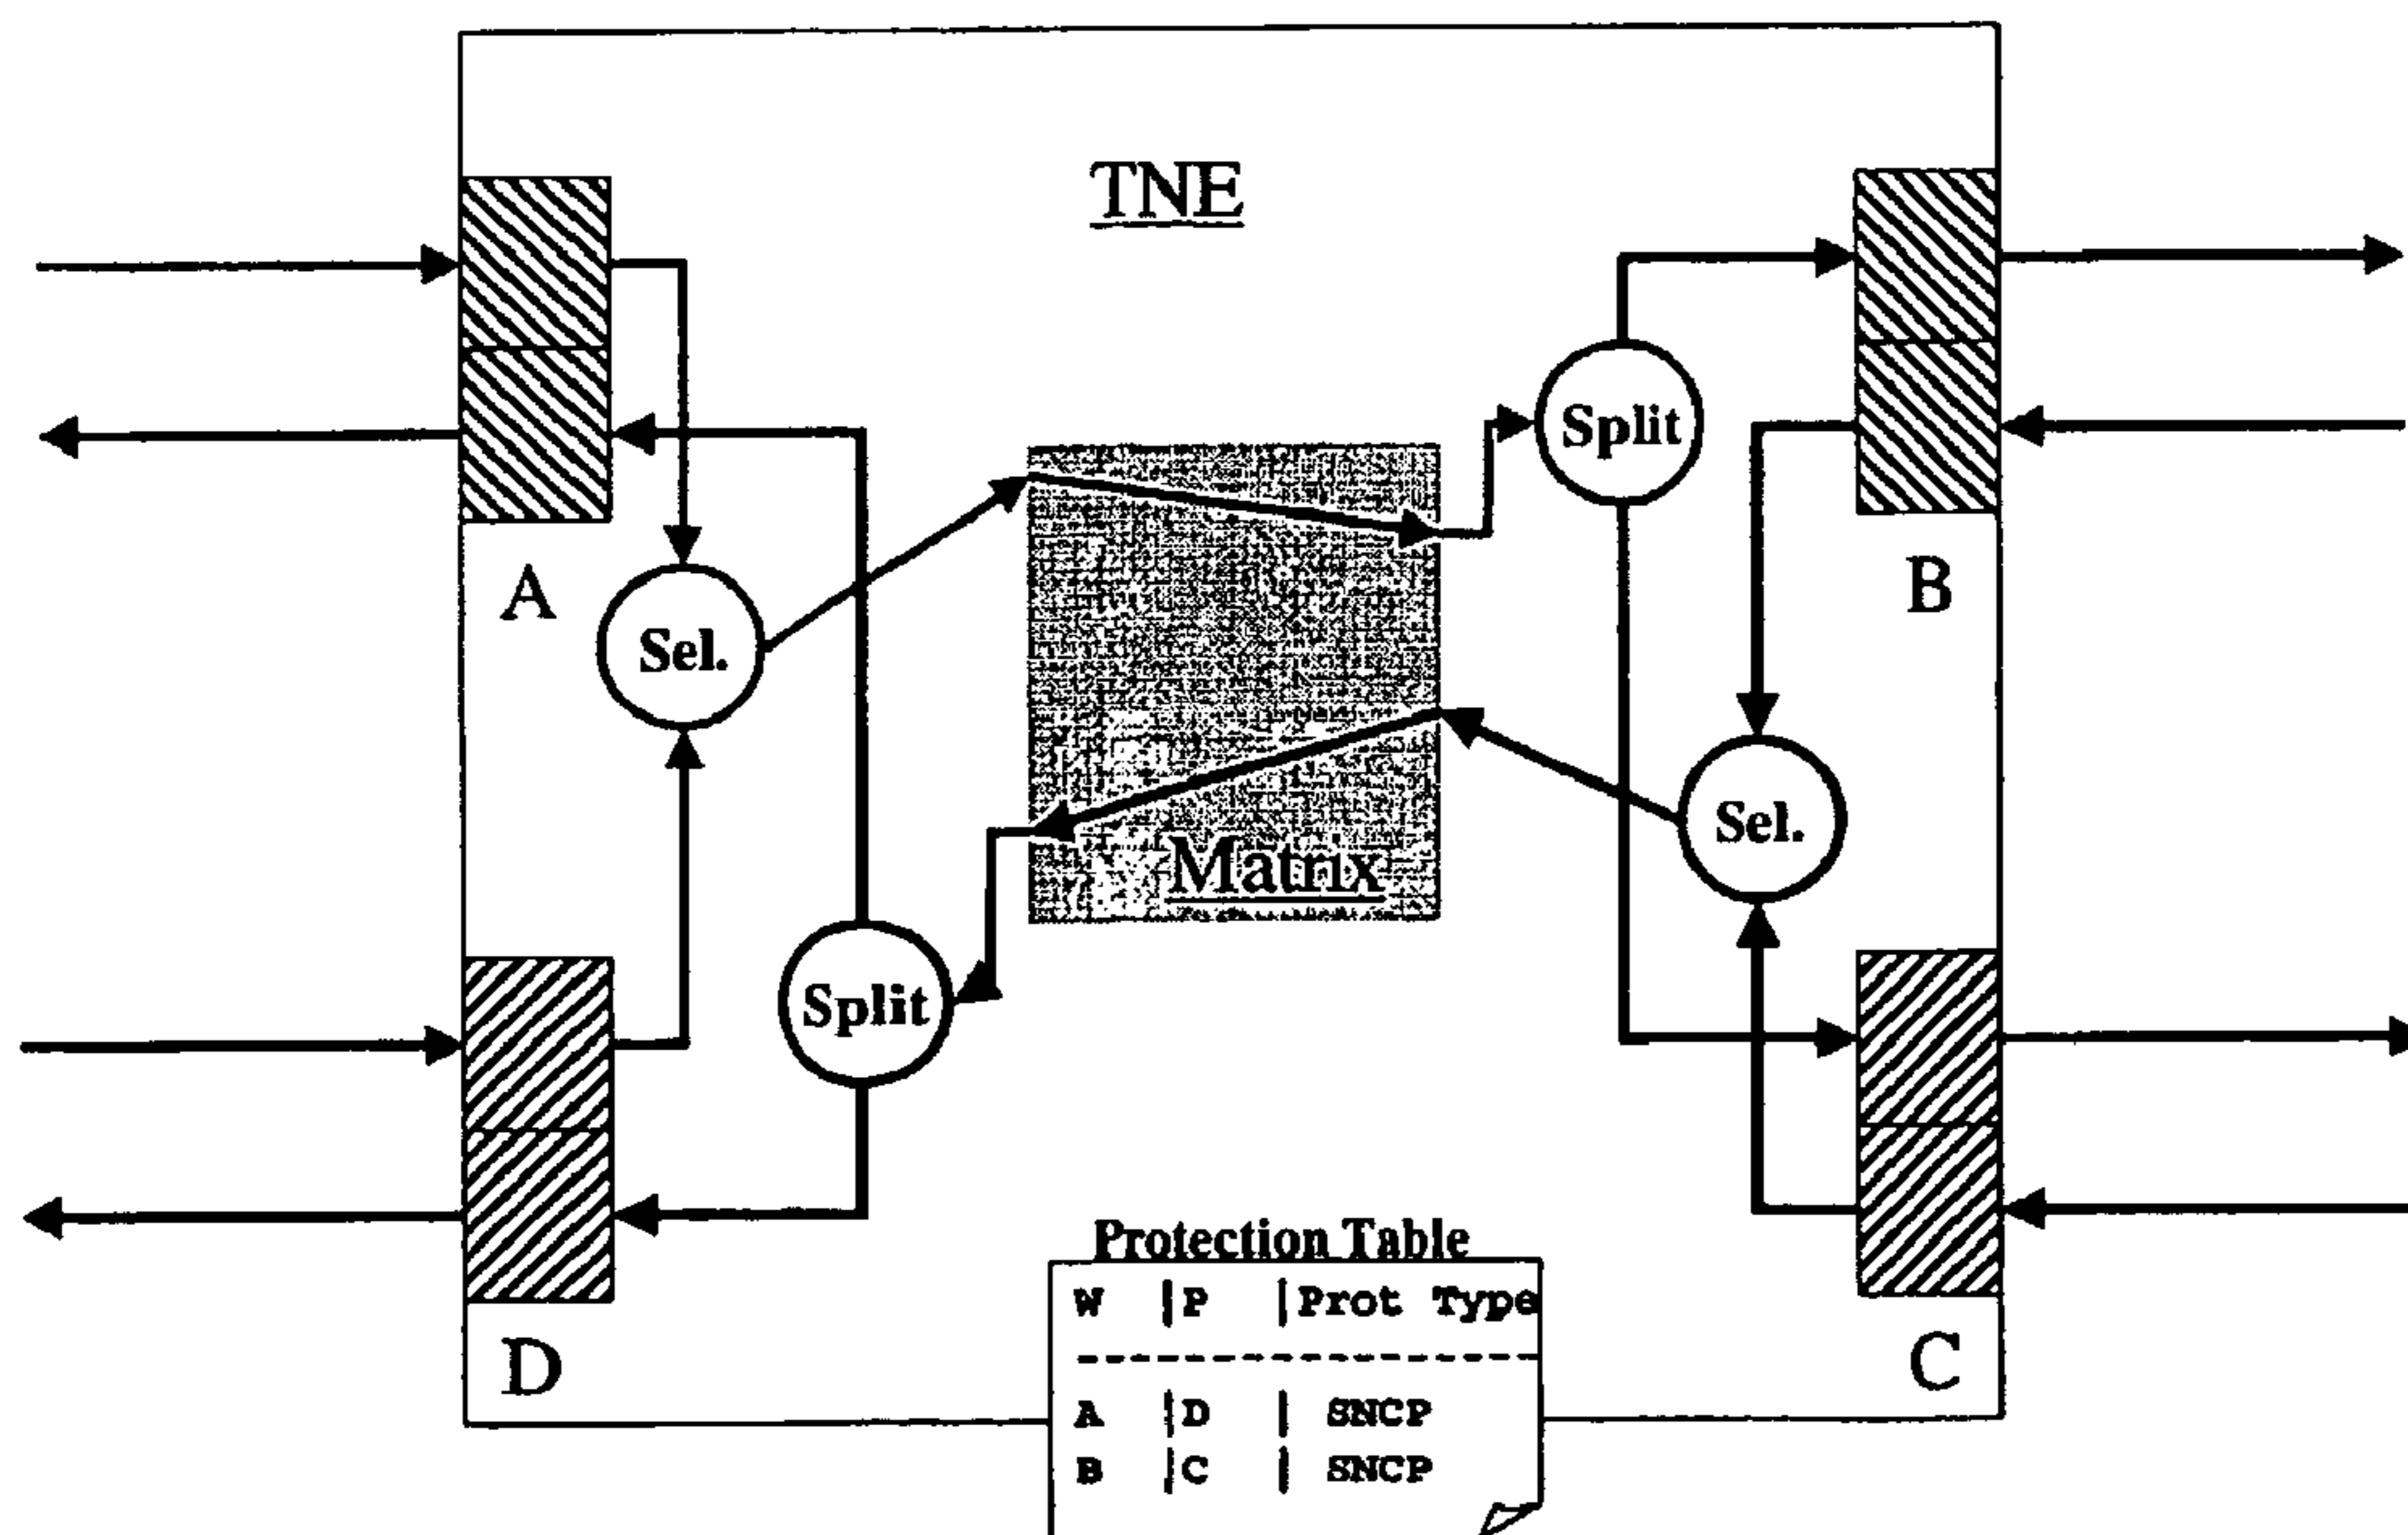 TNE
Split
A
B
Sel.
Sel.
Matrix
Split
Protection Table
W |P |Prot Type
---------------------
A |D | SNCP
B |C | SNCP
D
C